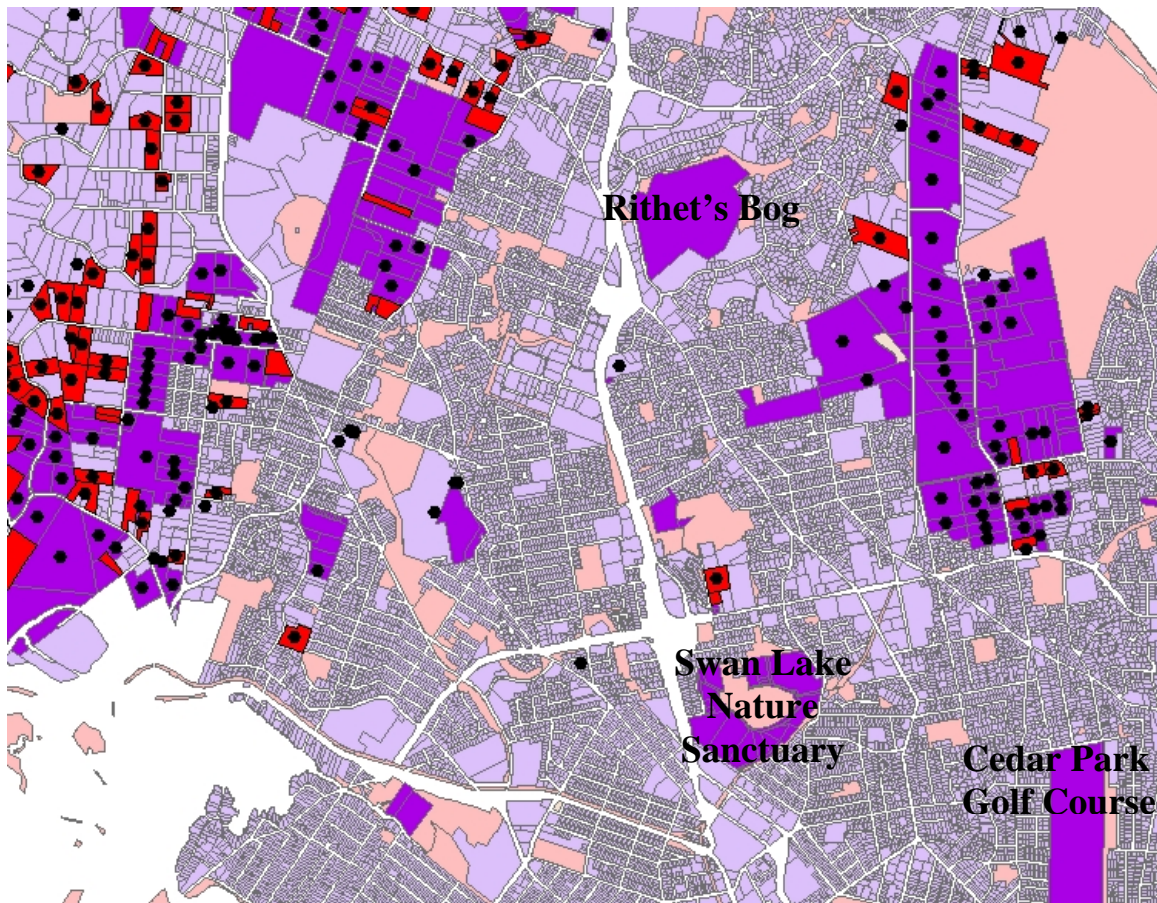 Rithet's Bog
Swan Lake
Nature
Sanctuary
Cedar Park
Golf Course